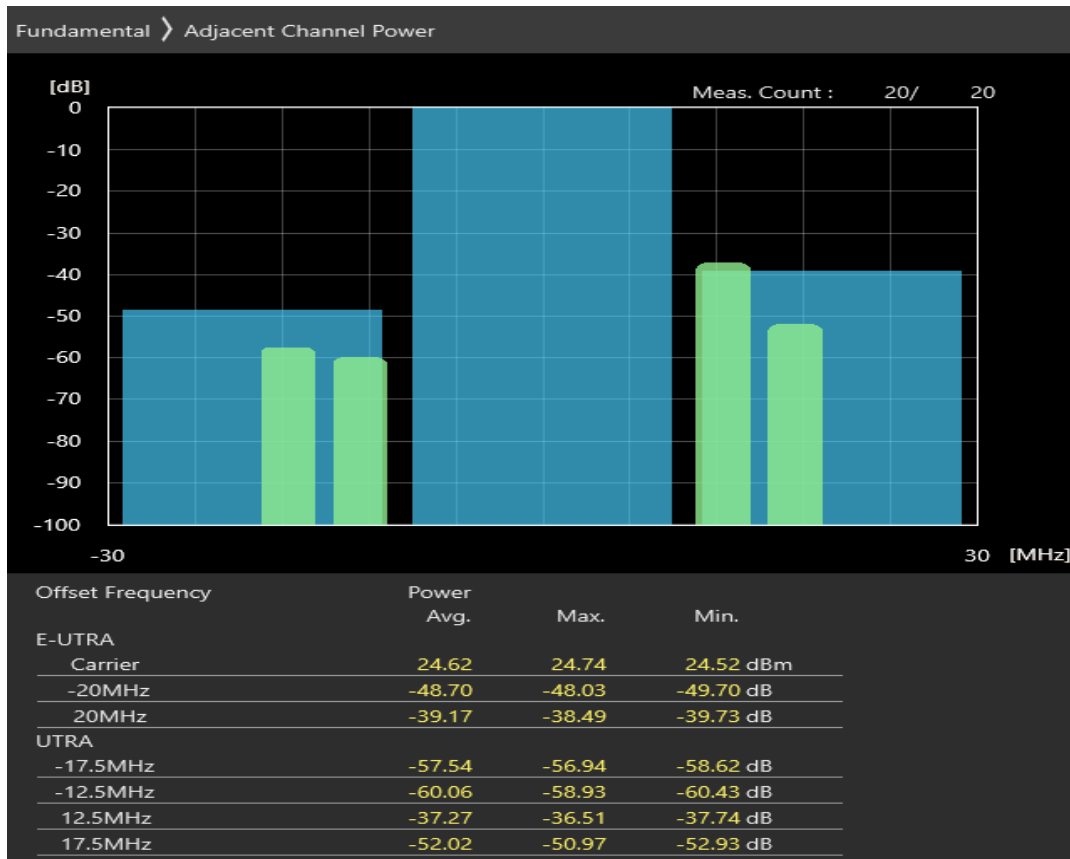 Fundamental 》 Adjacent Channel Power
[dB]
Meas. Count : 20/ 20
0
-10
-20
-30
-40
-50
-60
-70
-80
-90
-100
-30 30 [MHz]
Offset Frequency Power
Avg. Max. Min.
E-UTRA
Carrier 24.62 24.74 24.52 dBm
-20MHz -48.70 -48.03 -49.70 dB
20MHz -39.17 -38.49 -39.73 dB
UTRA
-17.5MHz -57.54 -56.94 -58.62 dB
-12.5MHz -60.06 -58.93 -60.43 dB
12.5MHz -37.27 -36.51 -37.74 dB
17.5MHz -52.02 -50.97 -52.93 dB